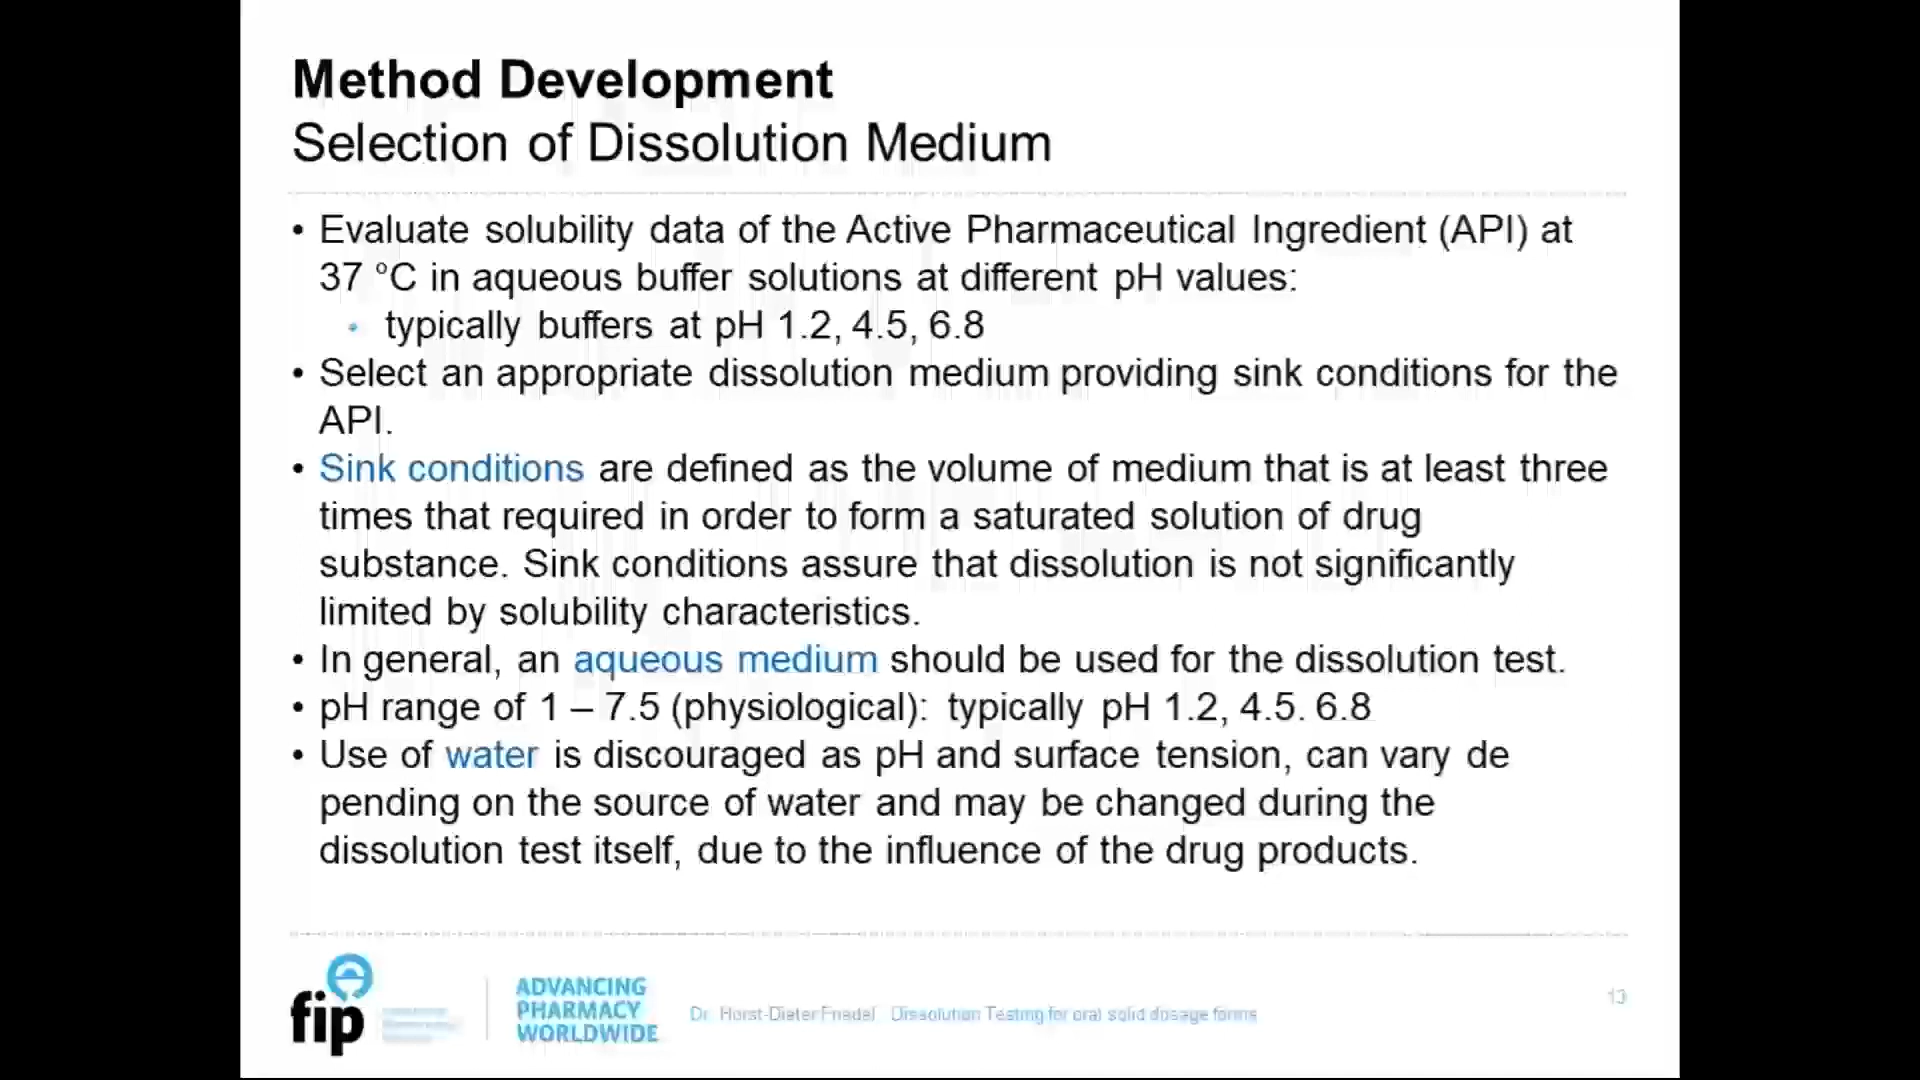 Method Development
Selection of Dissolution Medium
• Evaluate solubility data of the Active Pharmaceutical Ingredient (API) at
37 °C in aqueous buffer solutions at different pH values:
• typically buffers at pH 1.2, 4.5, 6.8
• Select an appropriate dissolution medium providing sink conditions for the
API.
• Sink conditions are defined as the volume of medium that is at least three
times that required in order to form a saturated solution of drug
substance. Sink conditions assure that dissolution is not significantly
limited by solubility characteristics.
• In general, an aqueous medium should be used for the dissolution test.
• pH range of 1 – 7.5 (physiological): typically pH 1.2, 4.5. 6.8
• Use of water is discouraged as pH and surface tension, can vary de
pending on the source of water and may be changed during the
dissolution test itself, due to the influence of the drug products.
fip
ADVANCING
PHARMACY
WORLDWIDE
Dr. Horst-Dieter Friedel Dissolution Testing for oral solid dosage forms
13